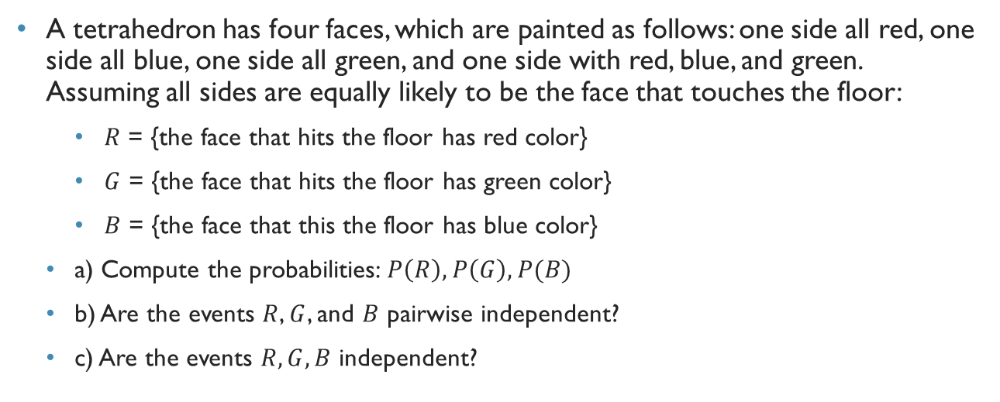 • A tetrahedron has four faces, which are painted as follows: one side all red, one
side all blue, one side all green, and one side with red, blue, and green.
Assuming all sides are equally likely to be the face that touches the floor:
• R = {the face that hits the floor has red color}
• G = {the face that hits the floor has green color}
• B = {the face that this the floor has blue color}
• a) Compute the probabilities: P(R), P(G), P(B)
• b) Are the events R, G, and B pairwise independent?
• c) Are the events R, G, B independent?